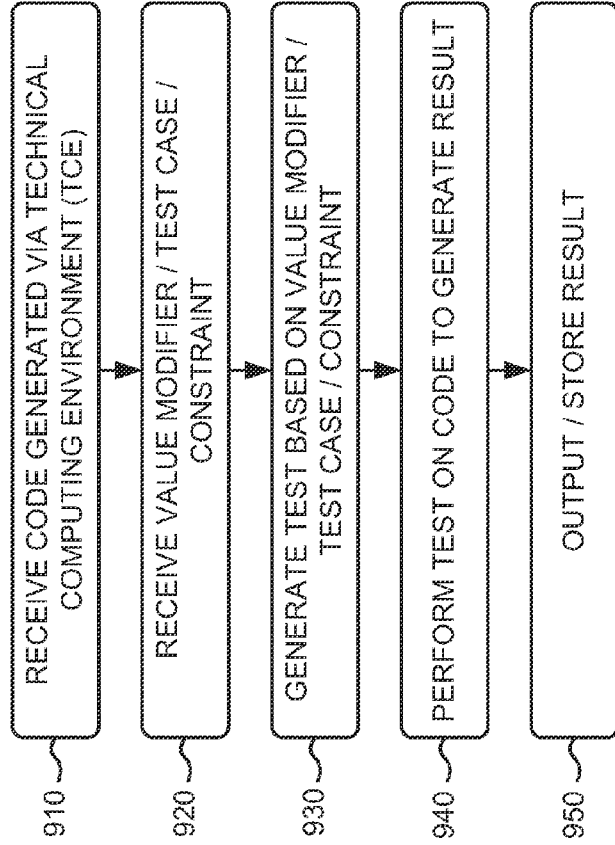 910
RECEIVE CODE GENERATED VIA TECHNICAL
COMPUTING ENVIRONMENT (TCE)
920
RECEIVE VALUE MODIFIER / TEST CASE /
CONSTRAINT
930
GENERATE TEST BASED ON VALUE MODIFIER /
TEST CASE / CONSTRAINT
940
PERFORM TEST ON CODE TO GENERATE RESULT
950
OUTPUT / STORE RESULT